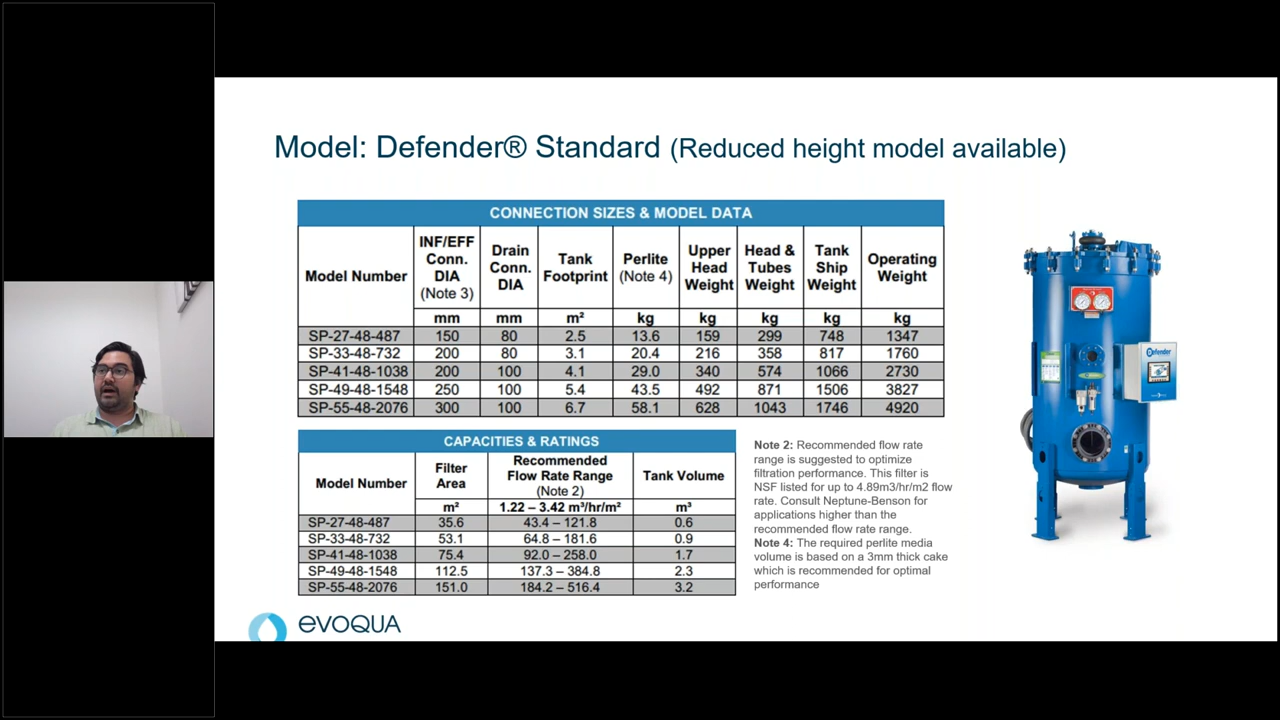 Model: Defender® Standard (Reduced height model available)
CONNECTION SIZES & MODEL DATA
Model Number INF/EFF Conn. DIA (Note 3) Drain Conn. DIA Tank Footprint Perlite (Note 4) Upper Head Weight Head & Tubes Weight Tank Ship Weight Operating Weight
mm mm m² kg kg kg kg kg
SP-27-48-487 150 80 2.5 13.6 159 299 748 1347
SP-33-48-732 200 80 3.1 20.4 216 358 817 1760
SP-41-48-1038 200 100 4.1 29.0 340 574 1066 2730
SP-49-48-1548 250 100 5.4 43.5 492 871 1506 3827
SP-55-48-2076 300 100 6.7 58.1 628 1043 1746 4920
CAPACITIES & RATINGS
Model Number Filter Area Recommended Flow Rate Range (Note 2) Tank Volume
m² 1.22 – 3.42 m³/hr/m² m³
SP-27-48-487 35.6 43.4 – 121.8 0.6
SP-33-48-732 53.1 64.8 – 181.6 0.9
SP-41-48-1038 75.4 92.0 – 258.0 1.7
SP-49-48-1548 112.5 137.3 – 384.8 2.3
SP-55-48-2076 151.0 184.2 – 516.4 3.2
Note 2: Recommended flow rate
range is suggested to optimize
filtration performance. This filter is
NSF listed for up to 4.89m3/hr/m2 flow
rate. Consult Neptune-Benson for
applications higher than the
recommended flow rate range.
Note 4: The required perlite media
volume is based on a 3mm thick cake
which is recommended for optimal
performance
Defender
evoQUA